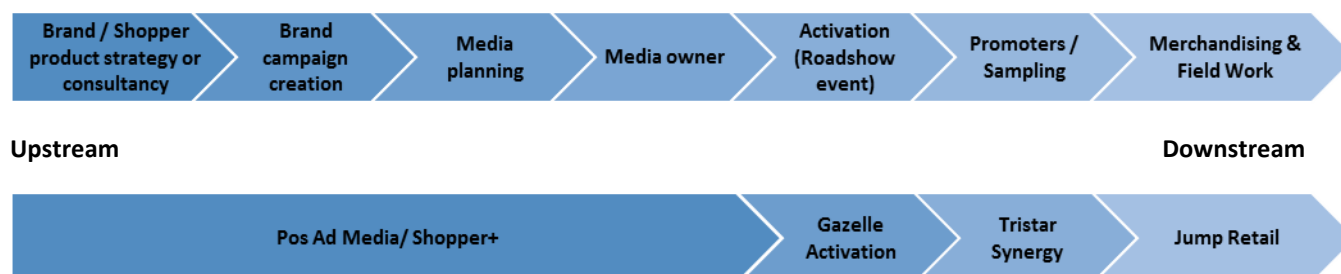 Brand / Shopper
product strategy or
consultancy
Brand
campaign
creation
Media
planning
Media owner
Activation
(Roadshow
event)
Promoters /
Sampling
Merchandising &
Field Work
Upstream
Downstream
Pos Ad Media/ Shopper+
Gazelle
Activation
Tristar
Synergy
Jump Retail